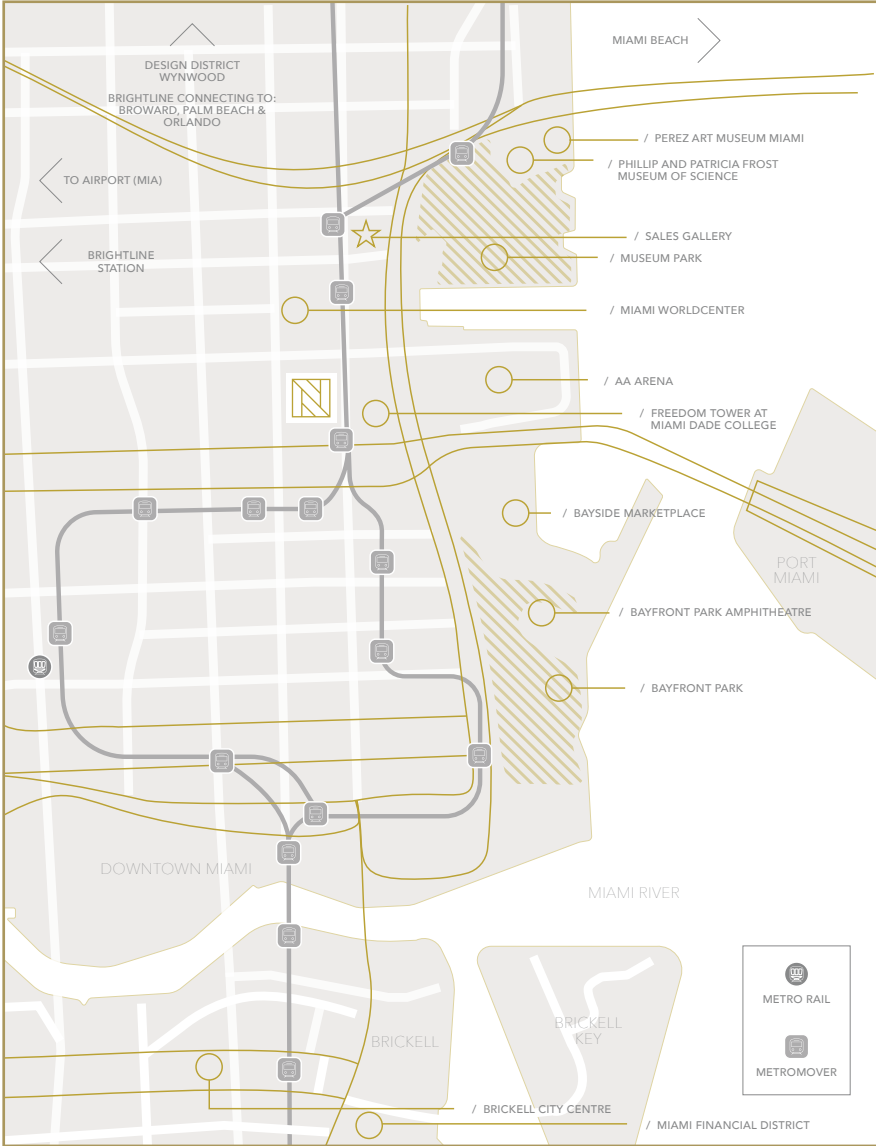 MIAMI BEACH
DESIGN DISTRICT
WYNWOOD
BRIGHTLINE CONNECTING TO:
BROWARD, PALM BEACH &
ORLANDO
/ PEREZ ART MUSEUM MIAMI
/ PHILLIP AND PATRICIA FROST
MUSEUM OF SCIENCE
TO AIRPORT (MIA)
/ SALES GALLERY
BRIGHTLINE
STATION
/ MUSEUM PARK
/ MIAMI WORLDCENTER
/ AA ARENA
N
/ FREEDOM TOWER AT
MIAMI DADE COLLEGE
/ BAYSIDE MARKETPLACE
PORT
MIAMI
/ BAYFRONT PARK AMPHITHEATRE
/ BAYFRONT PARK
DOWNTOWN MIAMI
MIAMI RIVER
METRO RAIL
BRICKELL
BRICKELL
KEY
METROMOVER
/ BRICKELL CITY CENTRE
/ MIAMI FINANCIAL DISTRICT